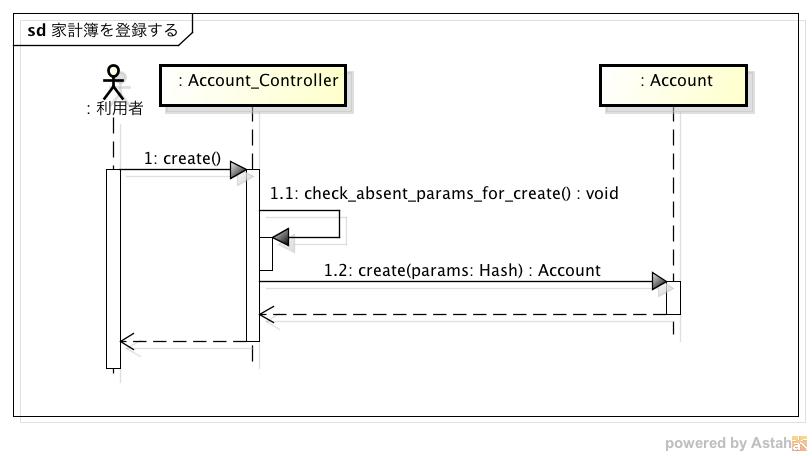 sd 家計簿を登録する
: 利用者
: Account_Controller
: Account
1: create()
1.1: check_absent_params_for_create() : void
1.2: create(params: Hash) : Account
powered by Astah